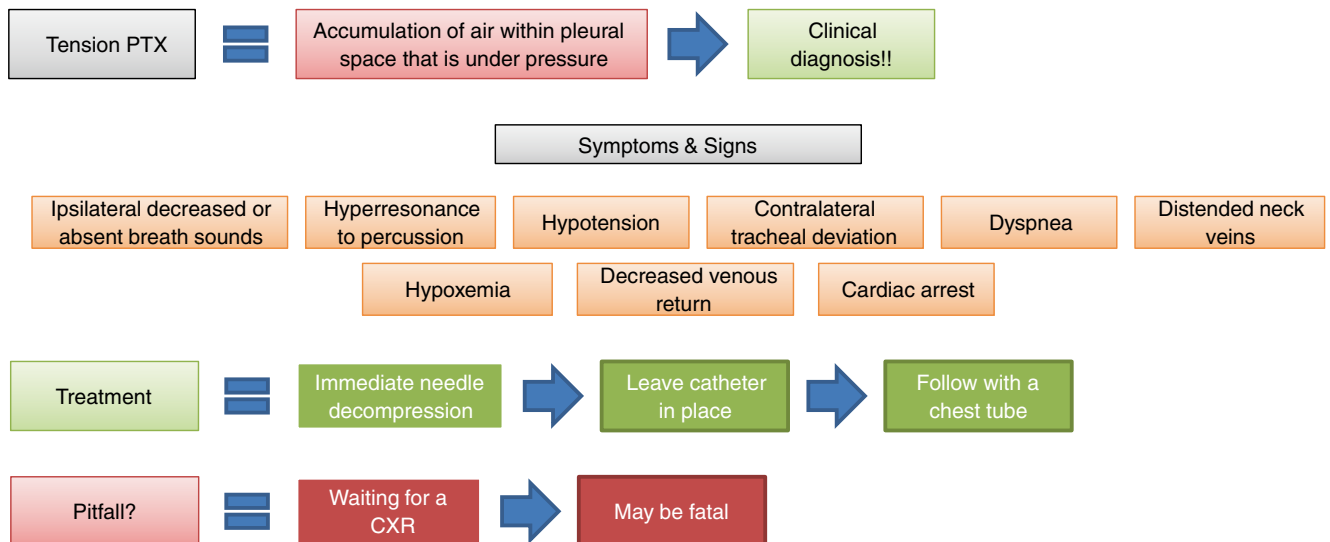 Tension PTX
Accumulation of air within pleural
space that is under pressure
Clinical
diagnosis!!
Symptoms & Signs
Ipsilateral decreased or
absent breath sounds
Hyperresonance
to percussion
Hypotension
Contralateral
tracheal deviation
Dyspnea
Distended neck
veins
Hypoxemia
Decreased venous
return
Cardiac arrest
Treatment
Immediate needle
decompression
Leave catheter
in place
Follow with a
chest tube
Pitfall?
Waiting for a
CXR
May be fatal